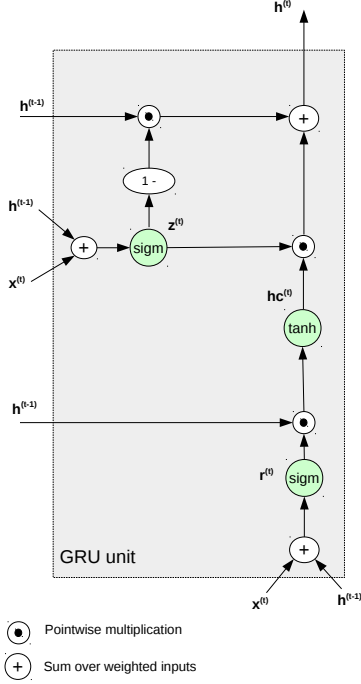 h(t)
h(t-1)
+
1 -
h(t-1)
z(t)
+
sigm
x(t)
hc(t)
tanh
h(t-1)
r(t)
sigm
+
GRU unit
x(t)
h(t-1)
Pointwise multiplication
+
Sum over weighted inputs